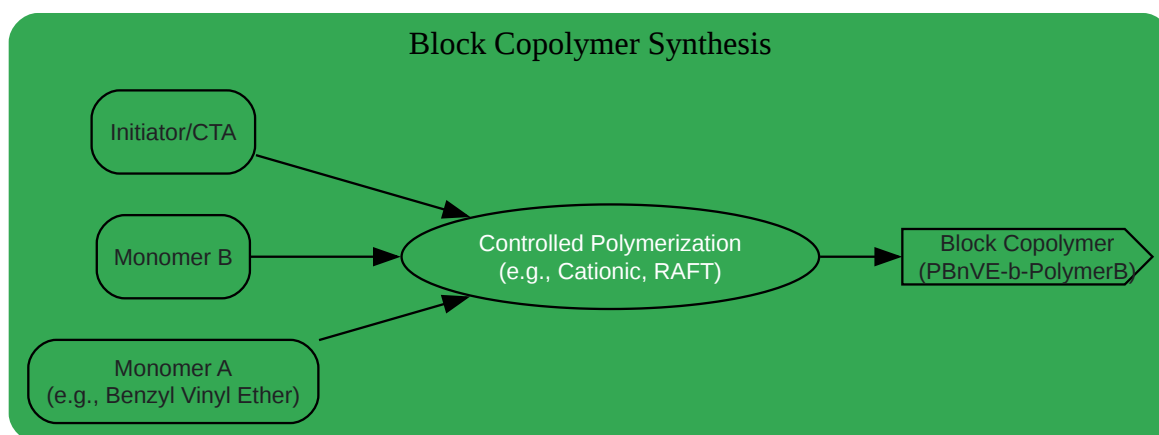 Block Copolymer Synthesis
Initiator/CTA
Monomer B
Monomer A
(e.g., Benzyl Vinyl Ether)
Controlled Polymerization
(e.g., Cationic, RAFT)
Block Copolymer
(PBnVE-b-PolymerB)